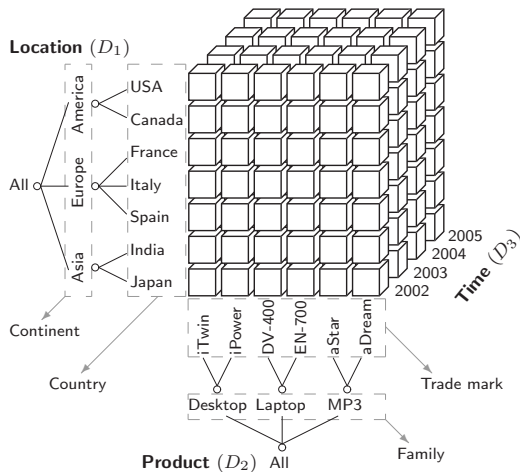 Location (D₁)
America
USA
Canada
Europe
France
All
Italy
Spain
Asia
India
Japan
2005
2004
2003
2002
Time (D₃)
Continent
Country
iTwin
iPower
DV-400
EN-700
aStar
aDream
Trade mark
Desktop Laptop MP3
Family
Product (D₂) All